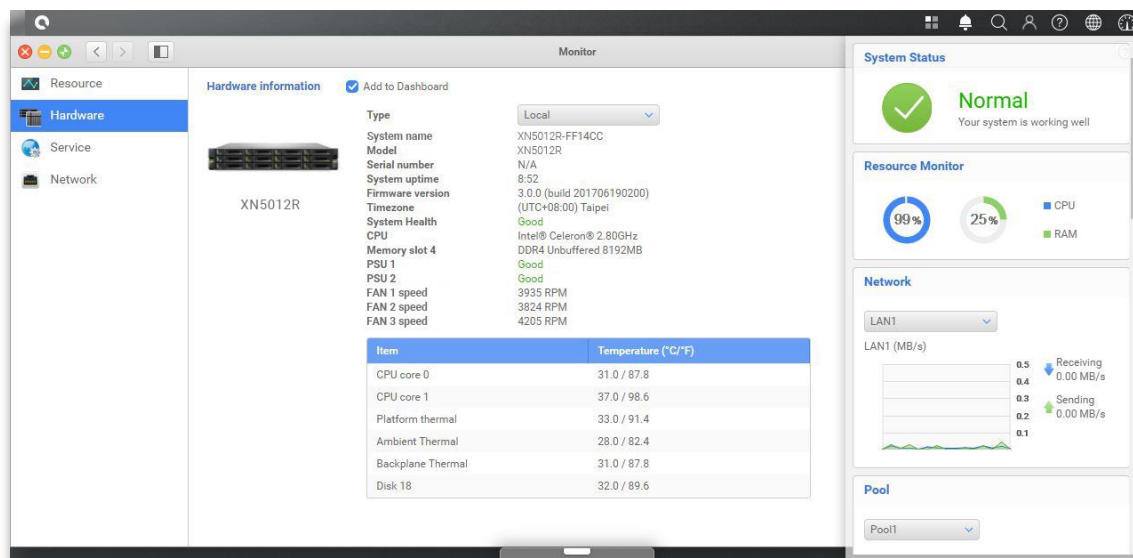 Monitor
Resource
Hardware
Service
Network
Hardware information
Add to Dashboard
XN5012R
Type Local
System name XN5012R-FF14CC
Model XN5012R
Serial number N/A
System uptime 8:52
Firmware version 3.0.0 (build 201706190200)
Timezone (UTC+08:00) Taipei
System Health Good
CPU Intel® Celeron® 2.80GHz
Memory slot 4 DDR4 Unbuffered 8192MB
PSU 1 Good
PSU 2 Good
FAN 1 speed 3935 RPM
FAN 2 speed 3824 RPM
FAN 3 speed 4205 RPM
Item Temperature (°C/°F)
CPU core 0 31.0 / 87.8
CPU core 1 37.0 / 98.6
Platform thermal 33.0 / 91.4
Ambient Thermal 28.0 / 82.4
Backplane Thermal 31.0 / 87.8
Disk 18 32.0 / 89.6
System Status
Normal
Your system is working well
Resource Monitor
99%
25%
CPU
RAM
Network
LAN1
LAN1 (MB/s)
0.5
0.4
0.3
0.2
0.1
Receiving
0.00 MB/s
Sending
0.00 MB/s
Pool
Pool1